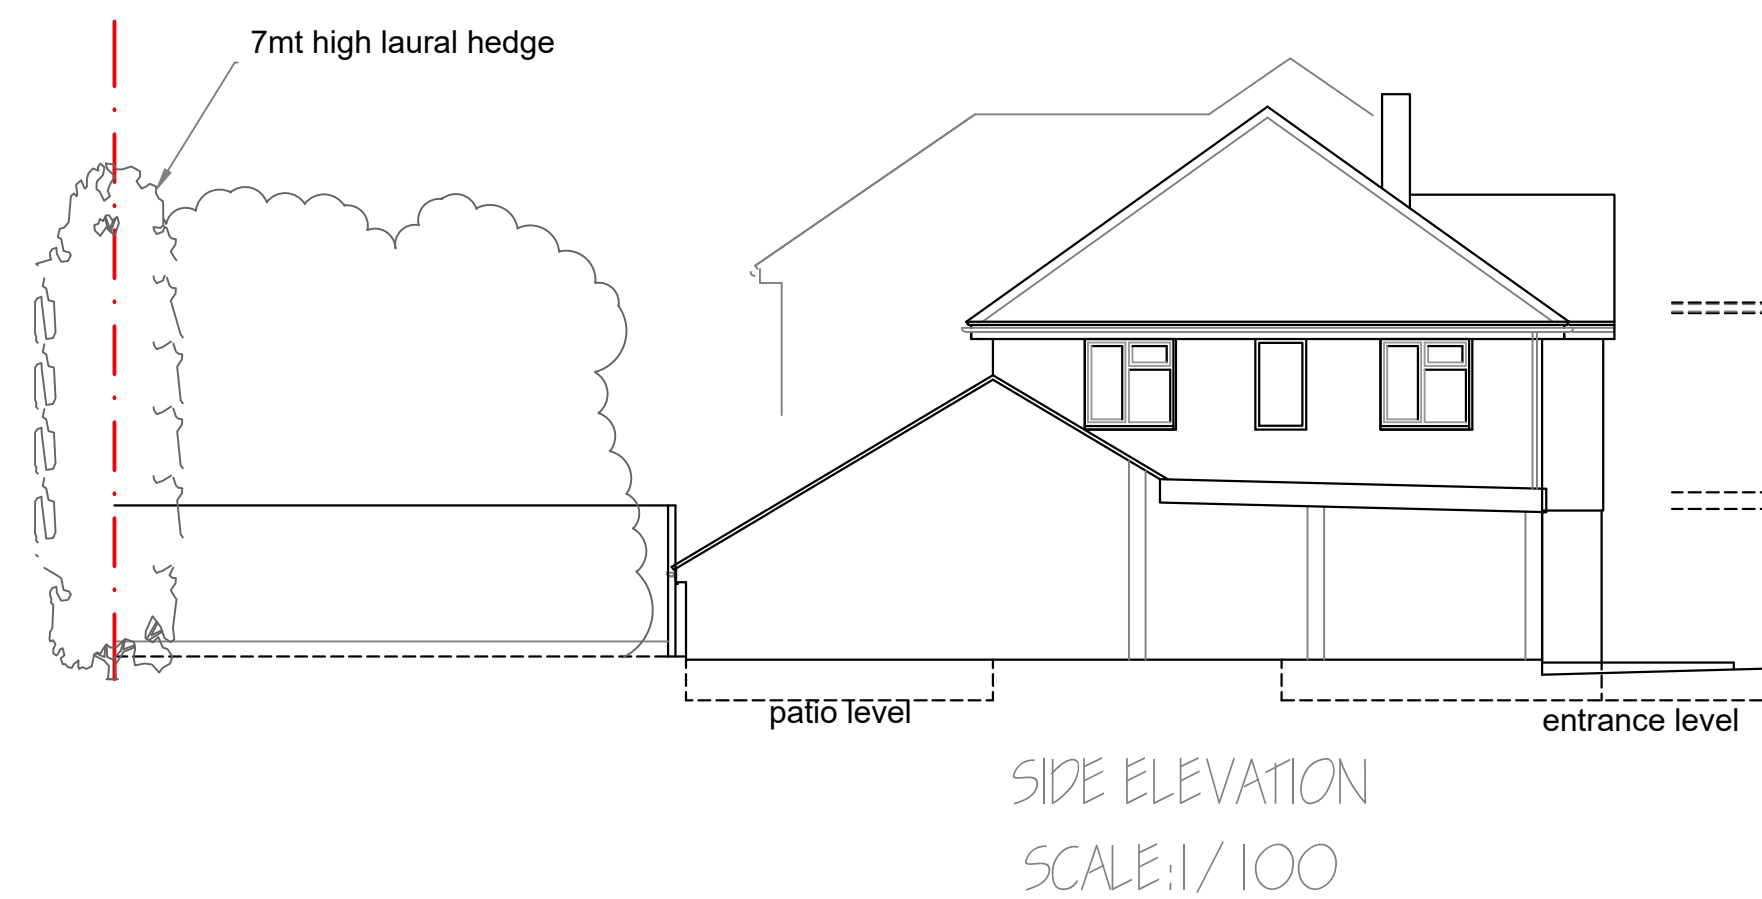 7mt high laural hedge
patio level
entrance level
SIDE ELEVATION
SCALE:1/100